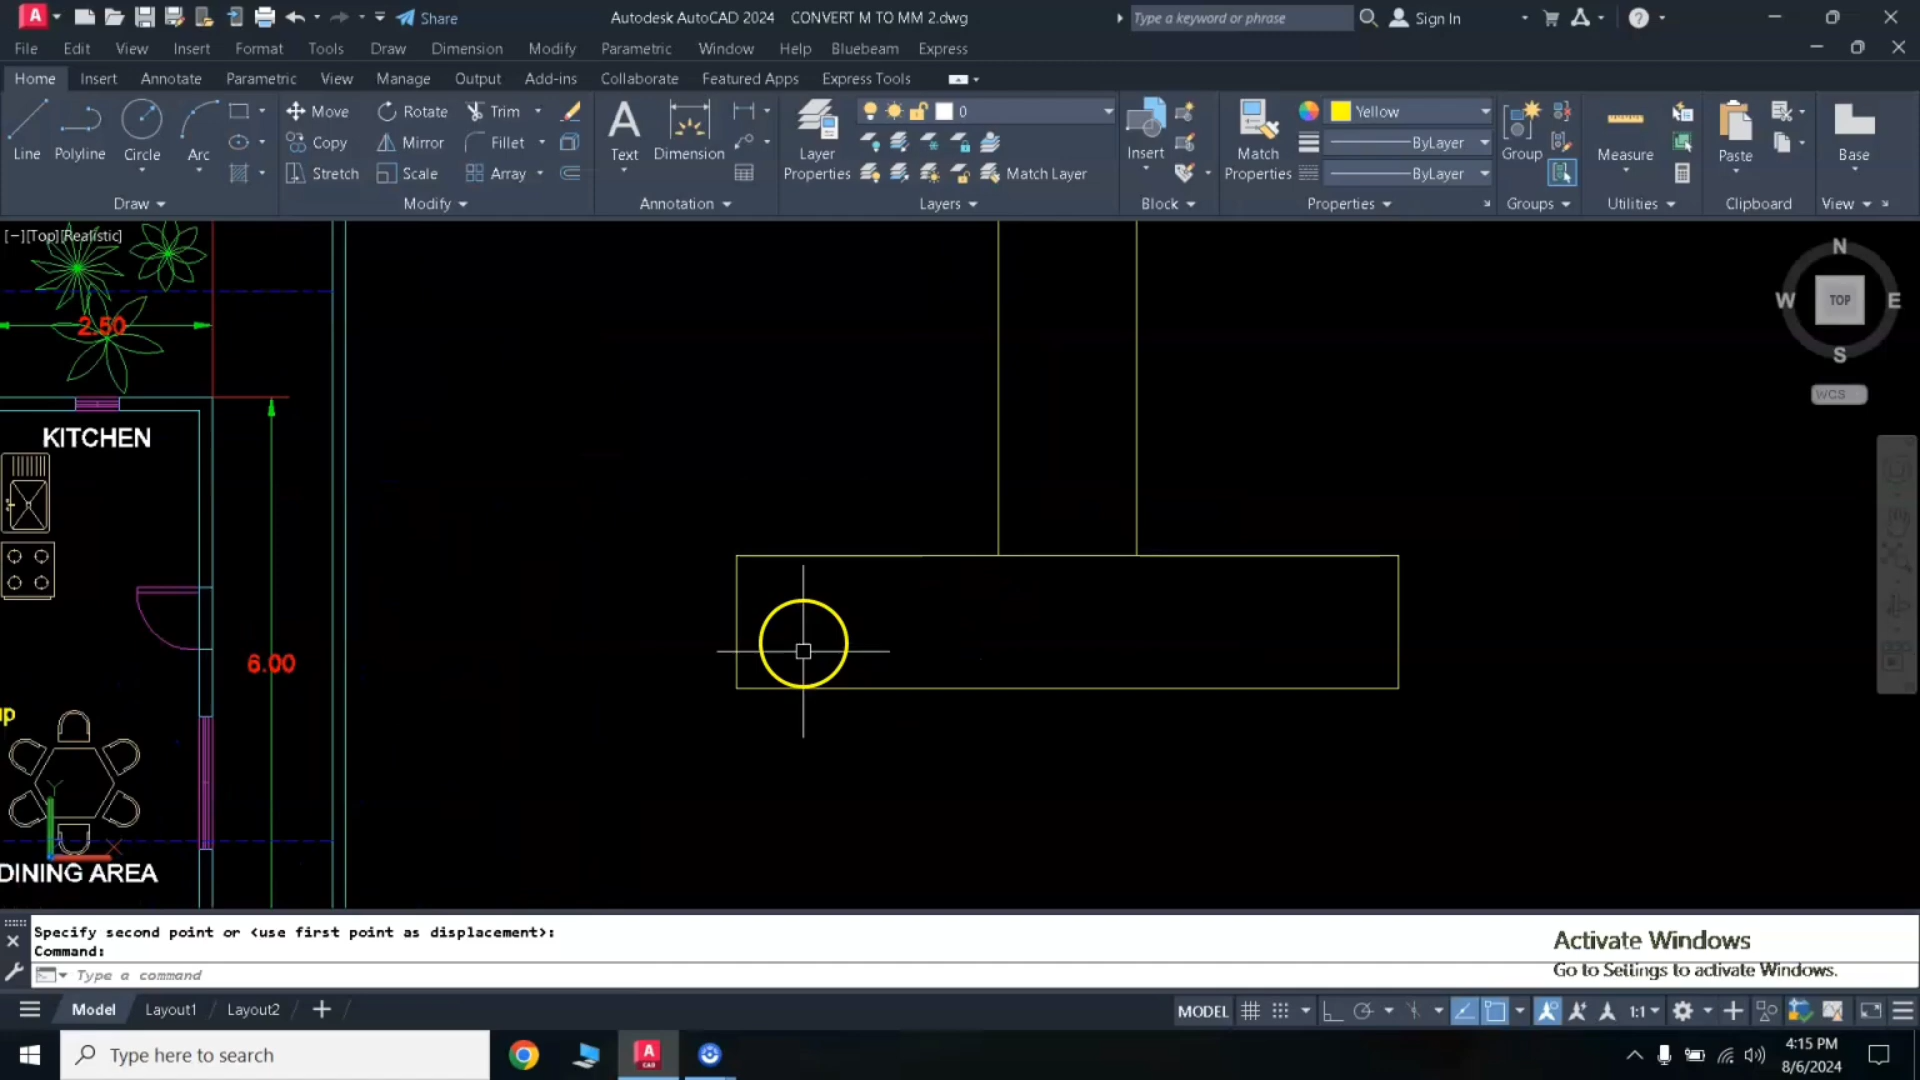 Share
Autodesk AutoCAD 2024 CONVERT M TO MM 2.dwg
Type a keyword or phrase
Sign In
File Edit View Insert Format Tools Draw Dimension Modify Parametric Window Help Bluebeam Express
Home Insert Annotate Parametric View Manage Output Add-ins Collaborate Featured Apps Express Tools
Line
Polyline
Circle
Arc
Draw
Move
Rotate
Trim
Copy
Mirror
Fillet
Stretch
Scale
Array
Modify
Text
Dimension
Annotation
Layer
Properties
0
Match Layer
Layers
Insert
Block
Match
Properties
Yellow
ByLayer
ByLayer
Properties
Group
Groups
Measure
Utilities
Paste
Clipboard
Base
View
[−][Top][Realistic]
N
W
TOP
E
S
WCS
2.50
KITCHEN
6.00
up
Y
X
DINING AREA
Specify second point or <use first point as displacement>:
Command:
Type a command
Activate Windows
Go to Settings to activate Windows.
Model Layout1 Layout2
MODEL
1:1
Type here to search
A
CAD
4:15 PM
8/6/2024